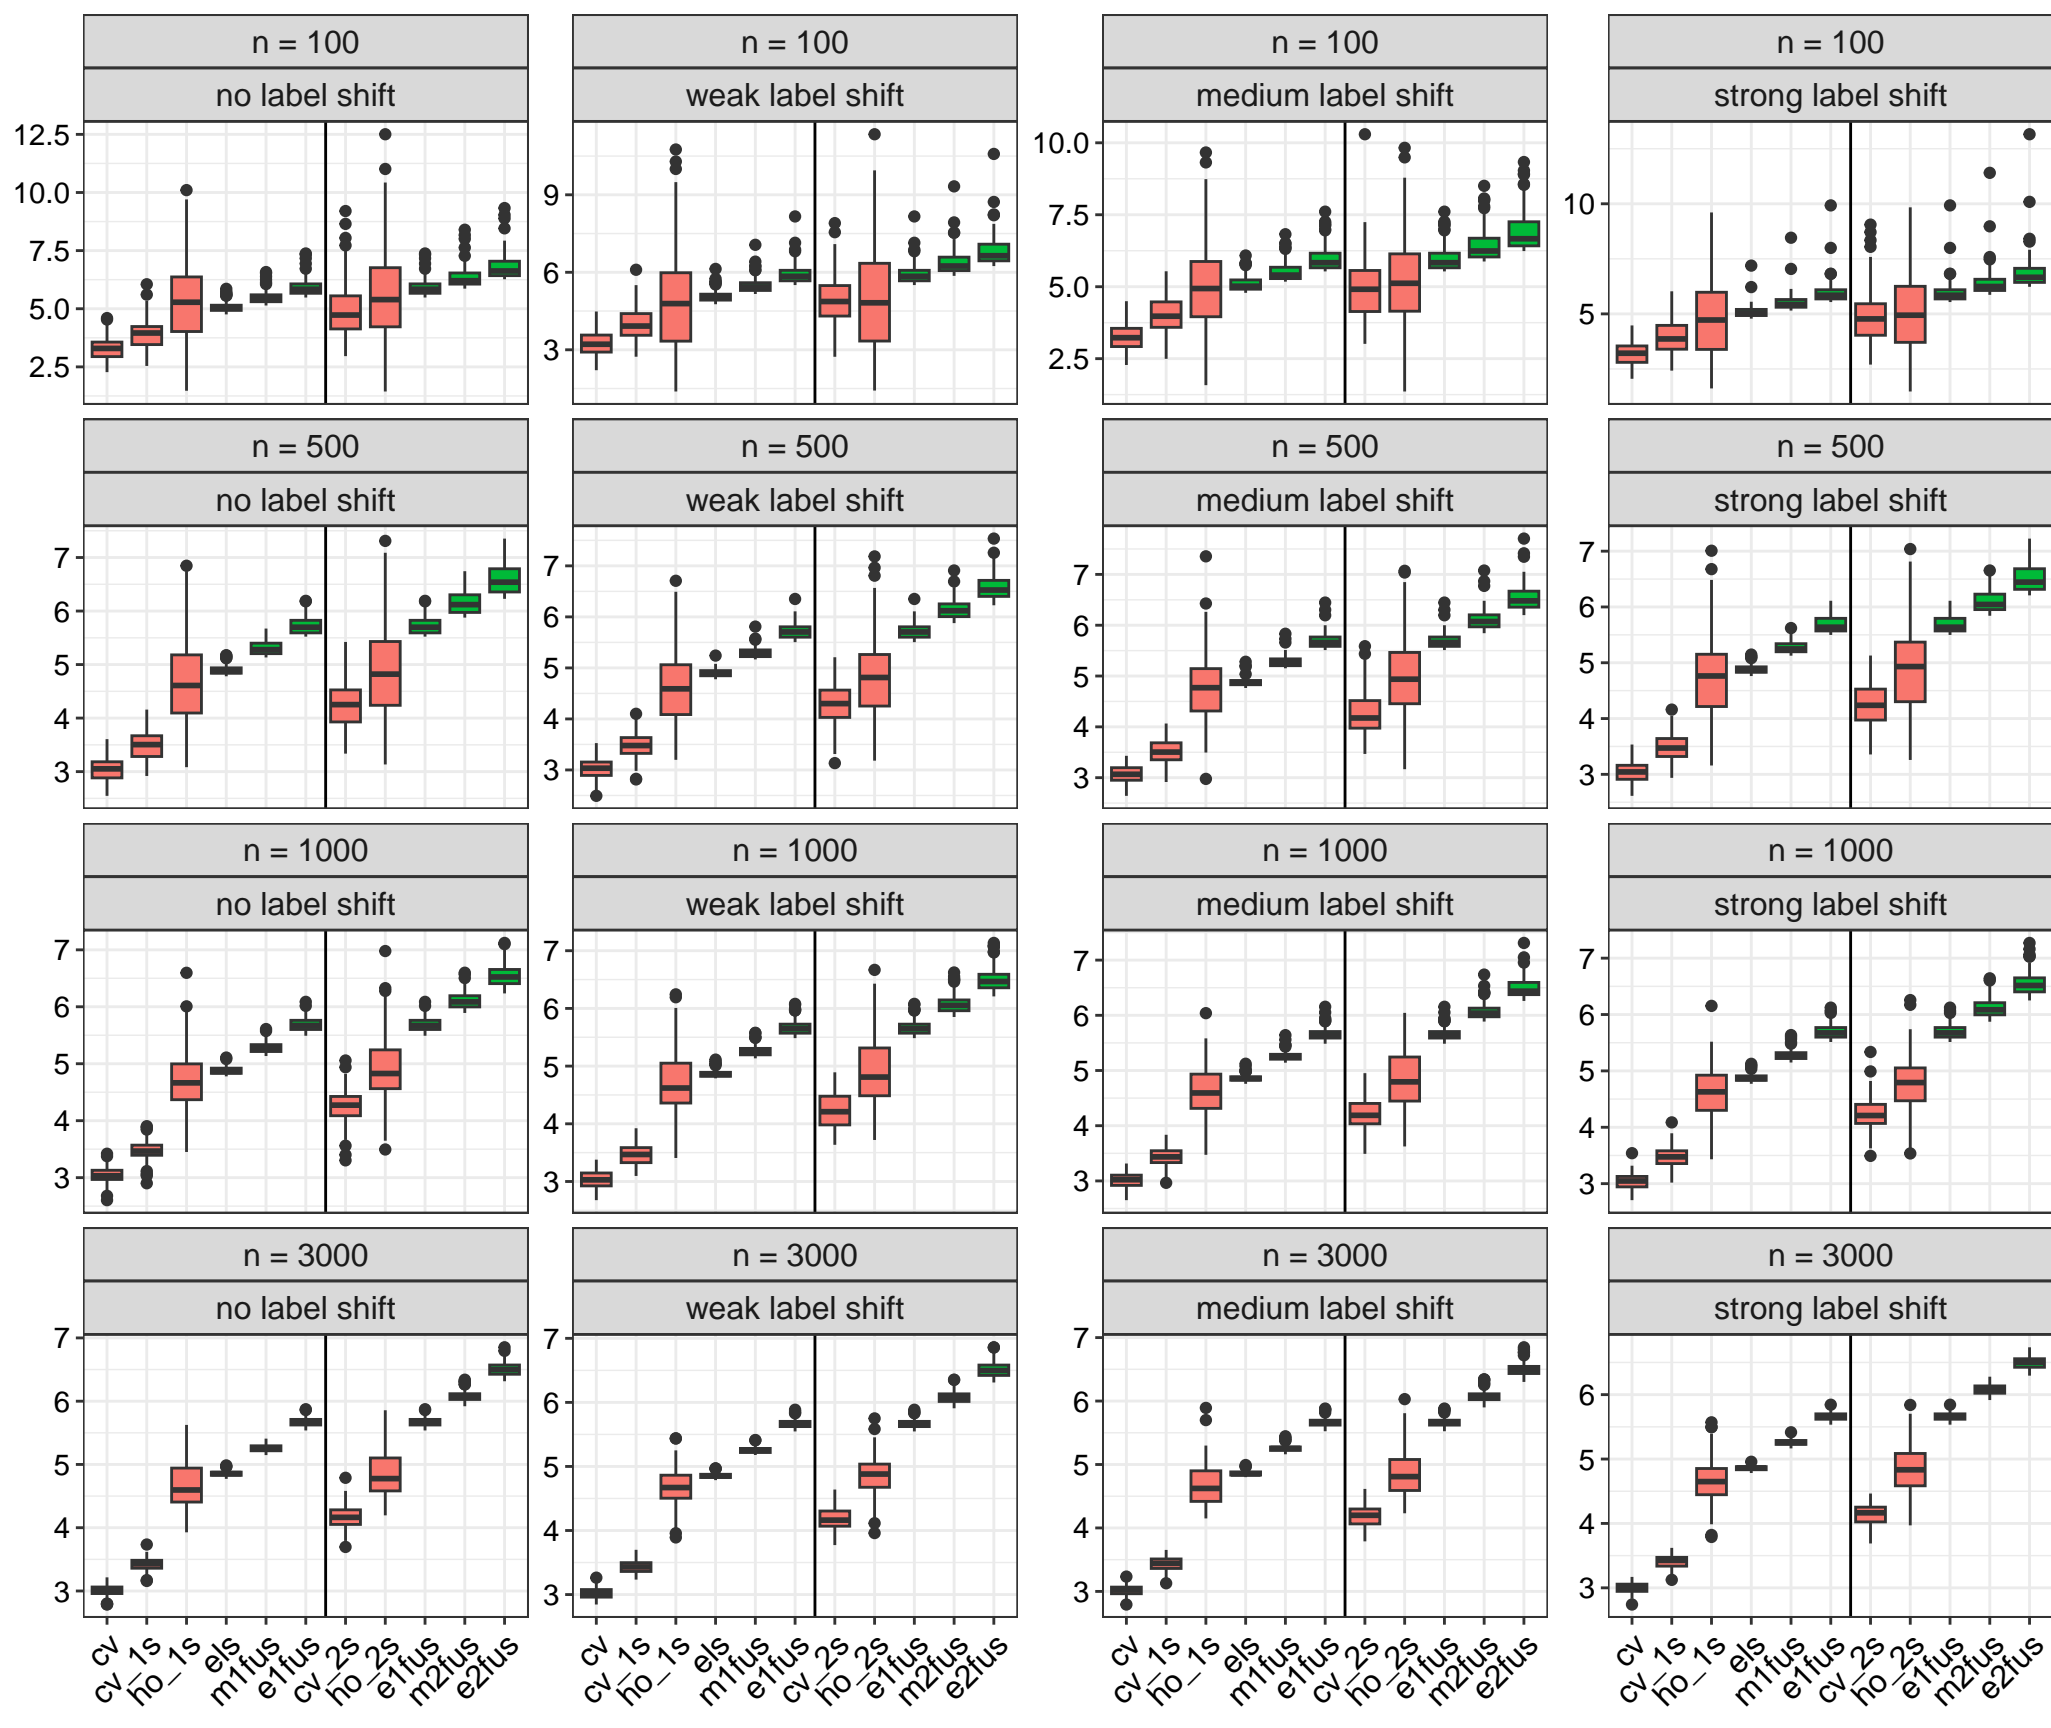 n = 100
n = 100
n = 100
n = 100
no label shift
weak label shift
medium label shift
strong label shift
12.5
10.0
7.5
5.0
2.5
9
6
3
10.0
7.5
5.0
2.5
10
5
n = 500
n = 500
n = 500
n = 500
no label shift
weak label shift
medium label shift
strong label shift
7
6
5
4
3
7
6
5
4
3
7
6
5
4
3
7
6
5
4
3
n = 1000
n = 1000
n = 1000
n = 1000
no label shift
weak label shift
medium label shift
strong label shift
7
6
5
4
3
7
6
5
4
3
7
6
5
4
3
7
6
5
4
3
n = 3000
n = 3000
n = 3000
n = 3000
no label shift
weak label shift
medium label shift
strong label shift
7
6
5
4
3
7
6
5
4
3
7
6
5
4
3
6
5
4
3
cv
cv_1s
ho_1s
els
m1fus
e1fus
cv_2s
ho_2s
e1fus
m2fus
e2fus
cv
cv_1s
ho_1s
els
m1fus
e1fus
cv_2s
ho_2s
e1fus
m2fus
e2fus
cv
cv_1s
ho_1s
els
m1fus
e1fus
cv_2s
ho_2s
e1fus
m2fus
e2fus
cv
cv_1s
ho_1s
els
m1fus
e1fus
cv_2s
ho_2s
e1fus
m2fus
e2fus